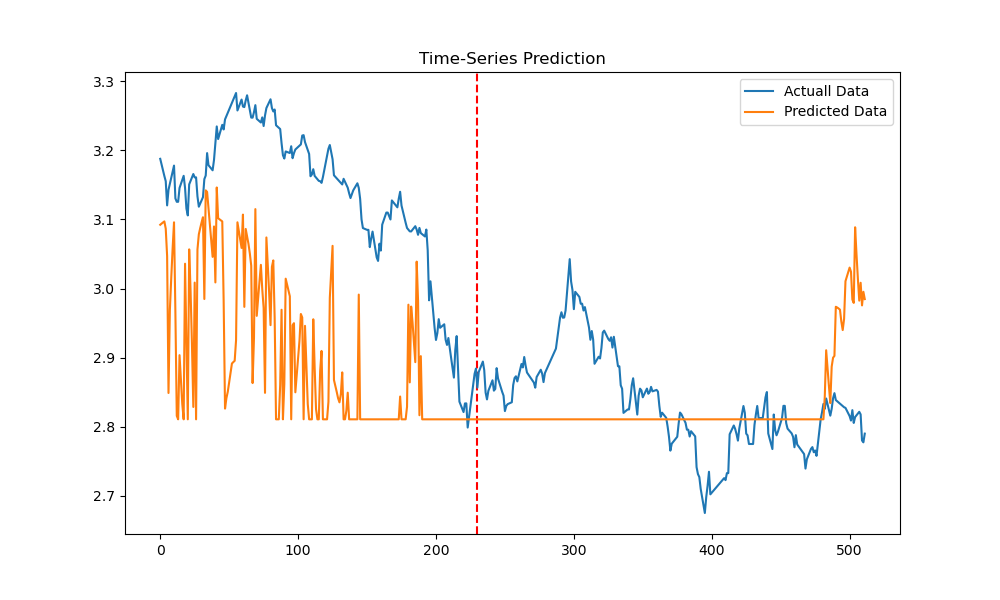 Time-Series Prediction
Actuall Data
Predicted Data
3.3
3.2
3.1
3.0
2.9
2.8
2.7
0 100 200 300 400 500